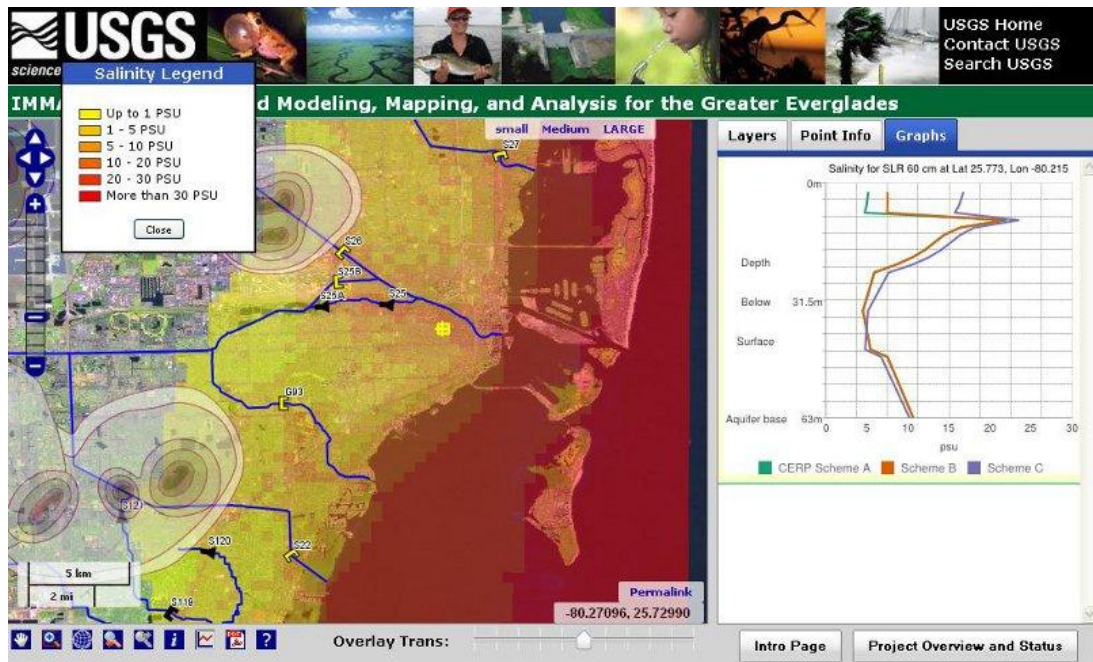 USGS
science
USGS Home
Contact USGS
Search USGS
Salinity Legend
Up to 1 PSU
1 - 5 PSU
5 - 10 PSU
10 - 20 PSU
20 - 30 PSU
More than 30 PSU
Close
IMMA
d Modeling, Mapping, and Analysis for the Greater Everglades
small Medium LARGE
S27
S26
S25B
S25A
S25
G93
S120
S22
S119
5 km
2 mi
Permalink
-80.27096, 25.72990
Layers
Point Info
Graphs
Salinity for SLR 60 cm at Lat 25.773, Lon -80.215
0m
Depth
Below
31.5m
Surface
Aquifer base
63m
0 5 10 15 20 25 30
psu
CERP Scheme A
Scheme B
Scheme C
Overlay Trans:
Intro Page
Project Overview and Status